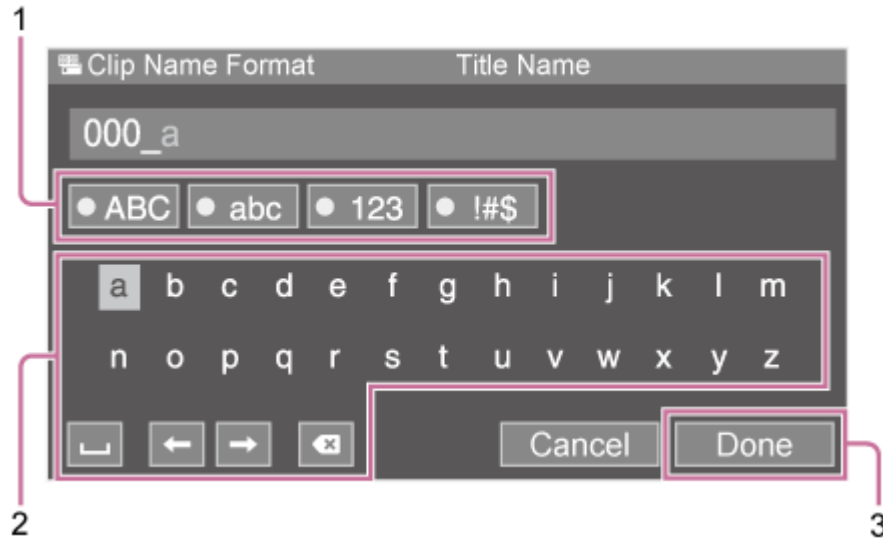 1
Clip Name Format Title Name
000_a
ABC abc 123 !#$
a b c d e f g h i j k l m
n o p q r s t u v w x y z
Cancel Done
2 3